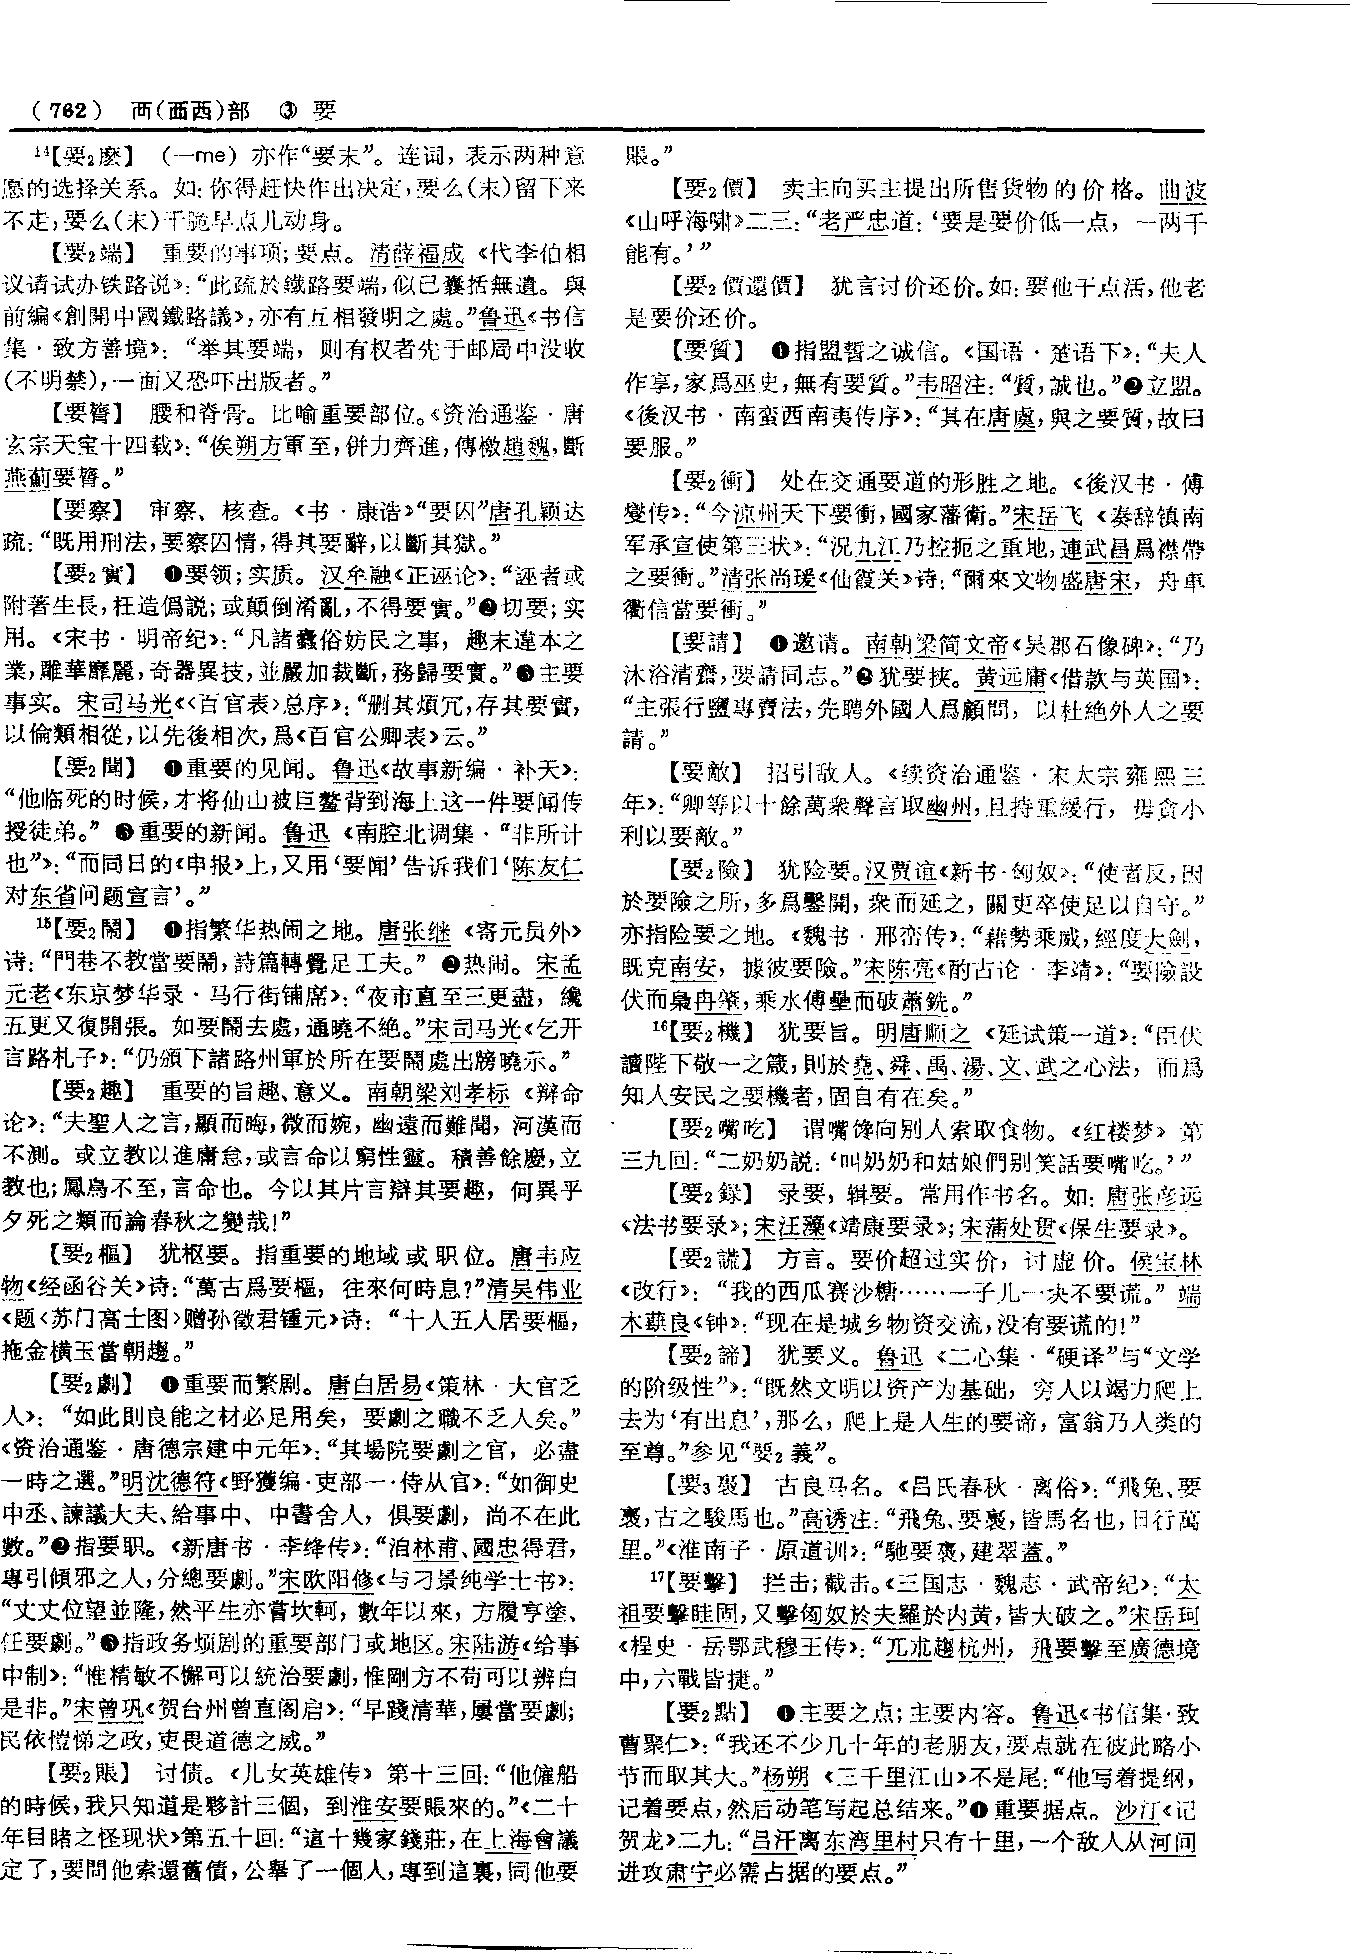 （762） 襾(覀西)部 ③ 要
¹⁴【要₂麽】 （—me）亦作“要末”。连词，表示两种意
愿的选择关系。如：你得赶快作出决定，要么(末)留下来
不走，要么(末)干脆早点儿动身。
【要₂端】 重要的事项；要点。清薛福成《代李伯相
议请试办铁路说》：“此疏於鐵路要端，似已囊括無遺。與
前編《創開中國鐵路議》，亦有互相發明之處。”鲁迅《书信
集·致方善境》：“举其要端，则有权者先于邮局中没收
(不明禁)，一面又恐吓出版者。”
【要膂】 腰和脊骨。比喻重要部位。《资治通鉴·唐
玄宗天宝十四载》：“俟朔方軍至，併力齊進，傳檄趙魏，斷
燕薊要膂。”
【要察】 审察、核查。《书·康诰》“要囚”唐孔颖达
疏：“既用刑法，要察囚情，得其要辭，以斷其獄。”
【要₂實】 ❶要领；实质。汉牟融《正诬论》：“誣者或
附著生長，枉造僞説；或顛倒淆亂，不得要實。”❷切要；实
用。《宋书·明帝纪》：“凡諸蠹俗妨民之事，趣末違本之
業，雕華靡麗，奇器異技，並嚴加裁斷，務歸要實。”❸主要
事实。宋司马光《〈百官表〉总序》：“删其煩冗，存其要實，
以倫類相從，以先後相次，爲《百官公卿表》云。”
【要₂聞】 ❶重要的见闻。鲁迅《故事新编·补天》：
“他临死的时候，才将仙山被巨鳌背到海上这一件要闻传
授徒弟。”❷重要的新闻。鲁迅《南腔北调集·“非所计
也”》：“而同日的《申报》上，又用‘要闻’告诉我们‘陈友仁
对东省问题宣言’。”
¹⁵【要₂鬧】 ❶指繁华热闹之地。唐张继《寄元员外》
诗：“門巷不教當要鬧，詩篇轉覺足工夫。”❷热闹。宋孟
元老《东京梦华录·马行街铺席》：“夜市直至三更盡，纔
五更又復開張。如要鬧去處，通曉不絶。”宋司马光《乞开
言路札子》：“仍頒下諸路州軍於所在要鬧處出牓曉示。”
【要₂趣】 重要的旨趣、意义。南朝梁刘孝标《辩命
论》：“夫聖人之言，顯而晦，微而婉，幽遠而難聞，河漢而
不測。或立教以進庸怠，或言命以窮性靈。積善餘慶，立
教也；鳳鳥不至，言命也。今以其片言辯其要趣，何異乎
夕死之類而論春秋之變哉！”
【要₂樞】 犹枢要。指重要的地域或职位。唐韦应
物《经函谷关》诗：“萬古爲要樞，往來何時息？”清吴伟业
《题〈苏门高士图〉赠孙徵君锺元》诗：“十人五人居要樞，
拖金橫玉當朝趨。”
【要₂劇】 ❶重要而繁剧。唐白居易《策林·大官乏
人》：“如此則良能之材必足用矣，要劇之職不乏人矣。”
《资治通鉴·唐德宗建中元年》：“其場院要劇之官，必盡
一時之選。”明沈德符《野獲编·吏部一·侍从官》：“如御史
中丞、諫議大夫、給事中、中書舍人，俱要劇，尚不在此
數。”❷指要职。《新唐书·李绛传》：“洎林甫、國忠得君，
專引傾邪之人，分總要劇。”宋欧阳修《与刁景纯学士书》：
“丈丈位望並隆，然平生亦嘗坎軻，數年以來，方履亨塗、
任要劇。”❸指政务烦剧的重要部门或地区。宋陆游《给事
中制》：“惟精敏不懈可以統治要劇，惟剛方不苟可以辨白
是非。”宋曾巩《贺台州曾直阁启》：“早踐清華，屢當要劇；
民依愷悌之政，吏畏道德之威。”
【要₂賬】 讨债。《儿女英雄传》第十三回：“他僱船
的時候，我只知道是夥計三個，到淮安要賬來的。”《二十
年目睹之怪现状》第五十回：“這十幾家錢莊，在上海會議
定了，要問他索還舊債，公舉了一個人，專到這裏，同他要
賬。”
【要₂價】 卖主向买主提出所售货物的价格。曲波
《山呼海啸》二三：“老严忠道：‘要是要价低一点，一两千
能有。’”
【要₂價還價】 犹言讨价还价。如：要他干点活，他老
是要价还价。
【要質】 ❶指盟誓之诚信。《国语·楚语下》：“夫人
作享，家爲巫史，無有要質。”韦昭注：“質，誠也。”❷立盟。
《後汉书·南蛮西南夷传序》：“其在唐虞，與之要質，故曰
要服。”
【要₂衝】 处在交通要道的形胜之地。《後汉书·傅
燮传》：“今涼州天下要衝，國家藩衛。”宋岳飞《奏辞镇南
军承宣使第三状》：“況九江乃控扼之重地，連武昌爲襟帶
之要衝。”清张尚瑗《仙霞关》诗：“爾來文物盛唐宋，舟車
衢信當要衝。”
【要請】 ❶邀请。南朝梁简文帝《吴郡石像碑》：“乃
沐浴清齋，要請同志。”❷犹要挟。黄远庸《借款与英国》：
“主張行鹽專賣法，先聘外國人爲顧問，以杜絶外人之要
請。”
【要敵】 招引敌人。《续资治通鉴·宋太宗雍熙三
年》：“卿等以十餘萬衆聲言取幽州，且持重緩行，毋貪小
利以要敵。”
【要₂險】 犹险要。汉贾谊《新书·匈奴》：“使者反，因
於要險之所，多爲鑿開，衆而延之，關吏卒使足以自守。”
亦指险要之地。《魏书·邢峦传》：“藉勢乘威，經度大劍，
既克南安，據彼要險。”宋陈亮《酌古论·李靖》：“要險設
伏而梟冉肇，乘水傅壘而破蕭銑。”
¹⁶【要₂機】 犹要旨。明唐顺之《廷试策一道》：“臣伏
讀陛下敬一之箴，則於堯、舜、禹、湯、文、武之心法，而爲
知人安民之要機者，固自有在矣。”
【要₂嘴吃】 谓嘴馋向别人索取食物。《红楼梦》第
三九回：“二奶奶説：‘叫奶奶和姑娘們别笑話要嘴吃。’”
【要₂録】 录要，辑要。常用作书名。如：唐张彦远
《法书要录》；宋汪藻《靖康要录》；宋蒲处贯《保生要录》。
【要₂謊】 方言。要价超过实价，讨虚价。侯宝林
《改行》：“我的西瓜赛沙糖……一子儿一块不要谎。”端
木蕻良《钟》：“现在是城乡物资交流，没有要谎的！”
【要₂諦】 犹要义。鲁迅《二心集·“硬译”与“文学
的阶级性”》：“既然文明以资产为基础，穷人以竭力爬上
去为‘有出息’，那么，爬上是人生的要谛，富翁乃人类的
至尊。”参见“要₂義”。
【要₃褭】 古良马名。《吕氏春秋·离俗》：“飛兔、要
褭，古之駿馬也。”高诱注：“飛兔、要褭，皆馬名也，日行萬
里。”《淮南子·原道训》：“馳要褭，建翠蓋。”
¹⁷【要擊】 拦击；截击。《三国志·魏志·武帝纪》：“太
祖要擊眭固，又擊匈奴於夫羅於内黄，皆大破之。”宋岳珂
《桯史·岳鄂武穆王传》：“兀朮趨杭州，飛要擊至廣德境
中，六戰皆捷。”
【要₂點】 ❶主要之点；主要内容。鲁迅《书信集·致
曹聚仁》：“我还不少几十年的老朋友，要点就在彼此略小
节而取其大。”杨朔《三千里江山》不是尾：“他写着提纲，
记着要点，然后动笔写起总结来。”❶重要据点。沙汀《记
贺龙》二九：“吕汗离东湾里村只有十里，一个敌人从河间
进攻肃宁必需占据的要点。”